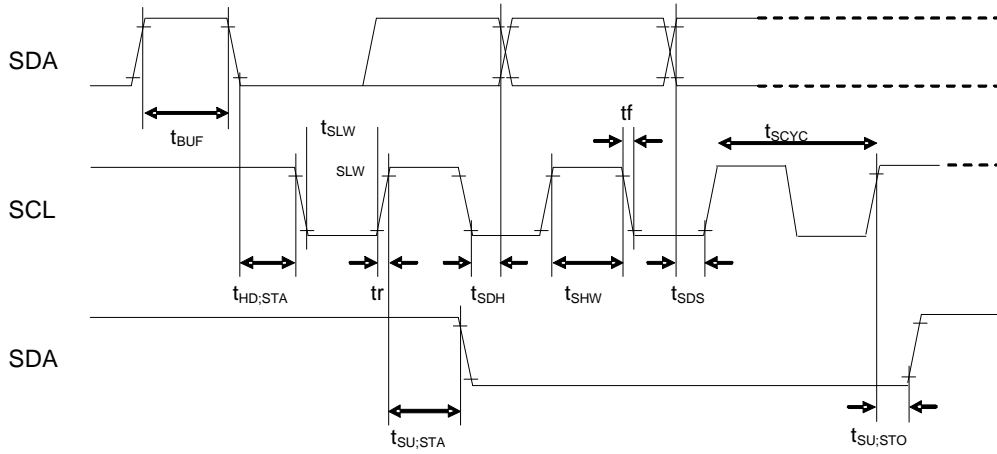 SDA
tBUF
tSLW
SLW
tf
tSCYC
SCL
tHD;STA
tr
tSDH
tSHW
tSDS
SDA
tSU;STA
tSU;STO